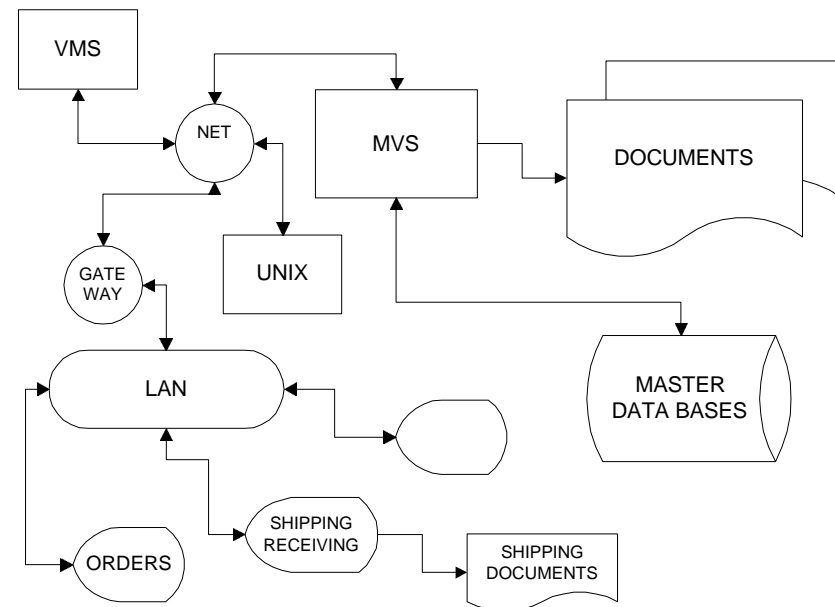 VMS
NET
MVS
DOCUMENTS
GATE
WAY
UNIX
LAN
MASTER
DATA BASES
ORDERS
SHIPPING
RECEIVING
SHIPPING
DOCUMENTS